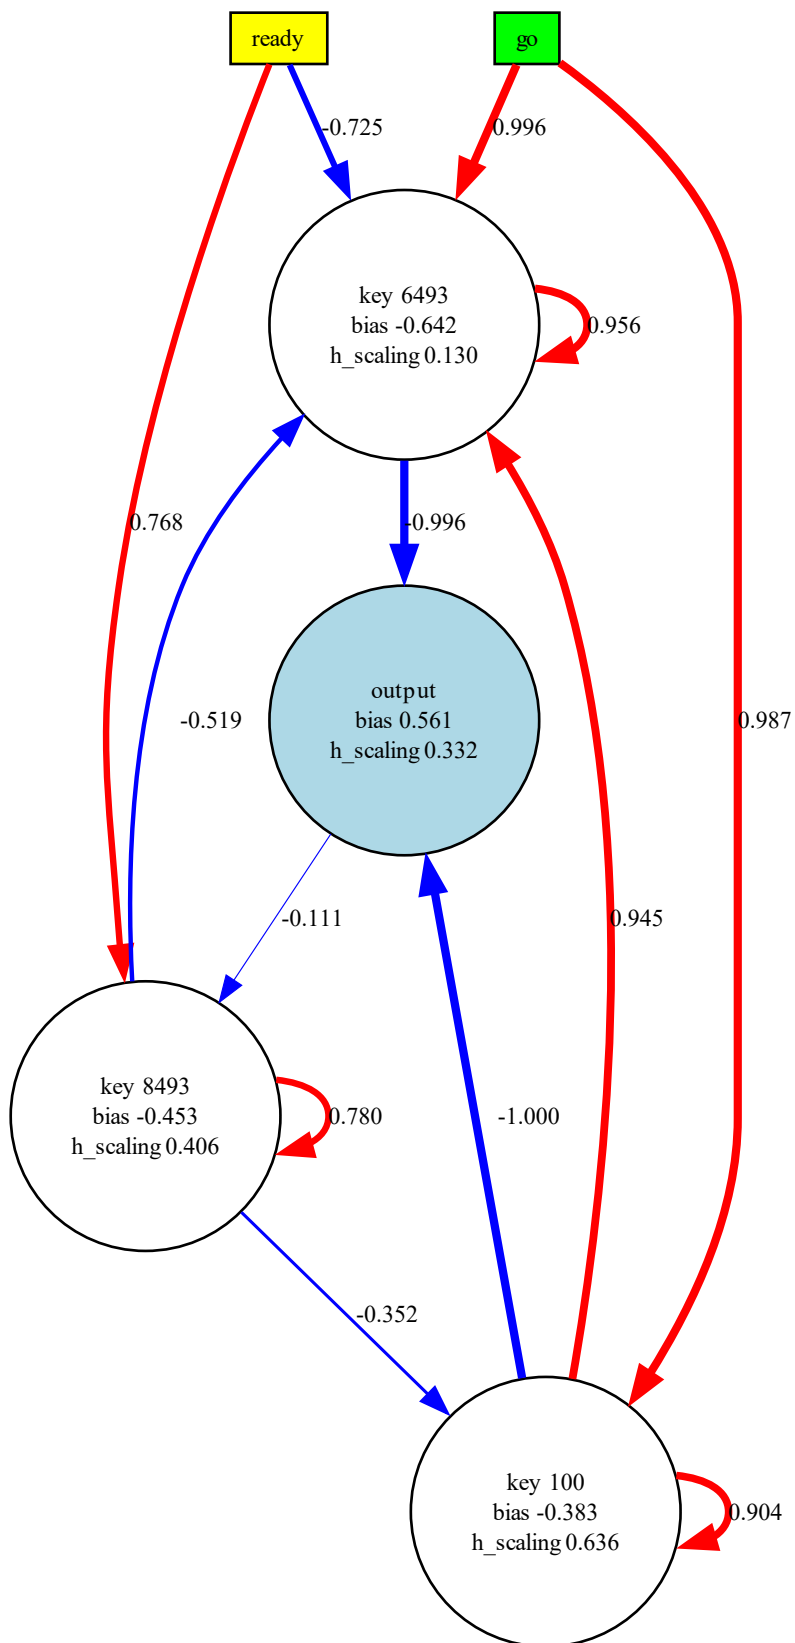 ready
go
-0.725
0.996
key 6493
bias -0.642
h_scaling 0.130
0.956
0.768
-0.996
output
bias 0.561
h_scaling 0.332
-0.519
0.987
-0.111
0.945
key 8493
bias -0.453
h_scaling 0.406
0.780
-1.000
-0.352
key 100
bias -0.383
h_scaling 0.636
0.904